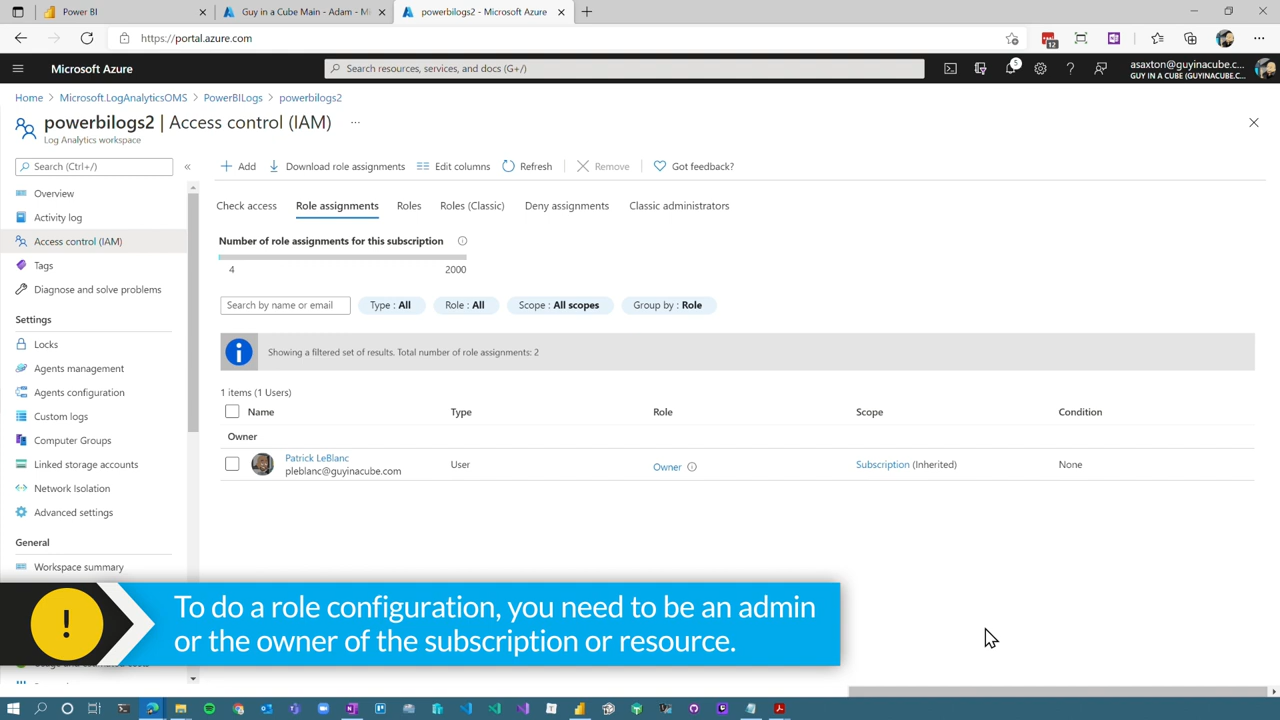 Power BI
Guy in a Cube Main - Adam - Mi
powerbilogs2 - Microsoft Azure
https://portal.azure.com
12
Microsoft Azure
Search resources, services, and docs (G+/)
5
asaxton@guyinacube.c...
GUY IN A CUBE (GUYINACUBE.C...
Home > Microsoft.LogAnalyticsOMS > PowerBILogs > powerbilogs2
powerbilogs2 | Access control (IAM) ...
Log Analytics workspace
Search (Ctrl+/)
«
Overview
Activity log
Access control (IAM)
Tags
Diagnose and solve problems
Settings
Locks
Agents management
Agents configuration
Custom logs
Computer Groups
Linked storage accounts
Network Isolation
Advanced settings
General
Workspace summary
Add
Download role assignments
Edit columns
Refresh
Remove
Got feedback?
Check access
Role assignments
Roles
Roles (Classic)
Deny assignments
Classic administrators
Number of role assignments for this subscription
4
2000
Search by name or email
Type : All
Role : All
Scope : All scopes
Group by : Role
Showing a filtered set of results. Total number of role assignments: 2
1 items (1 Users)
Name
Type
Role
Scope
Condition
Owner
Patrick LeBlanc
pleblanc@guyinacube.com
User
Owner
Subscription (Inherited)
None
!
To do a role configuration, you need to be an admin
or the owner of the subscription or resource.